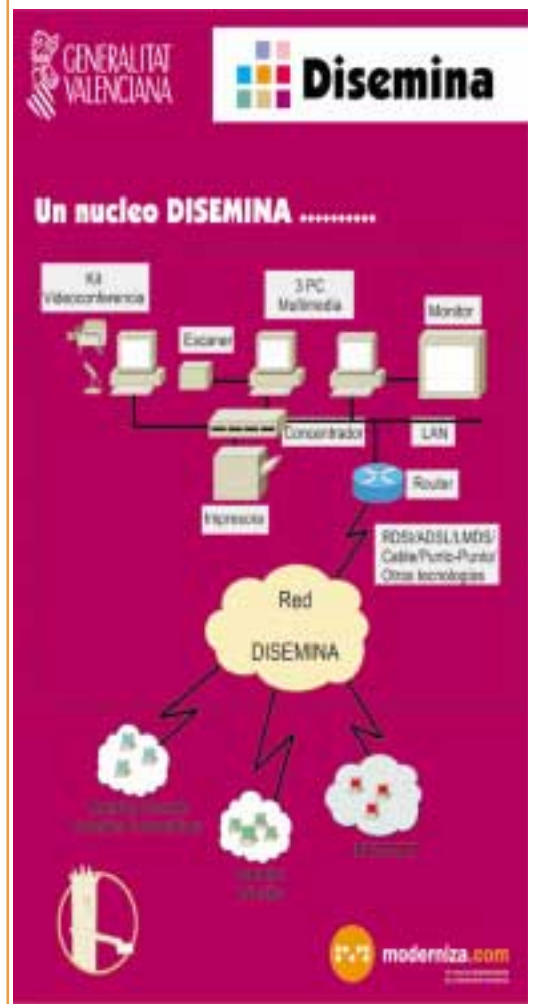 GENERALITAT
VALENCIANA
Disemina
Un nucleo DISEMINA ..........
Kit
Videoconferencia
3 PC
Multimedia
Monitor
Escaner
Concentrador
LAN
Impresora
Router
RDSI/ADSL/LMDS/
Cable/Punto-Punto/
Otras tecnologías
Red
DISEMINA
moderniza.com